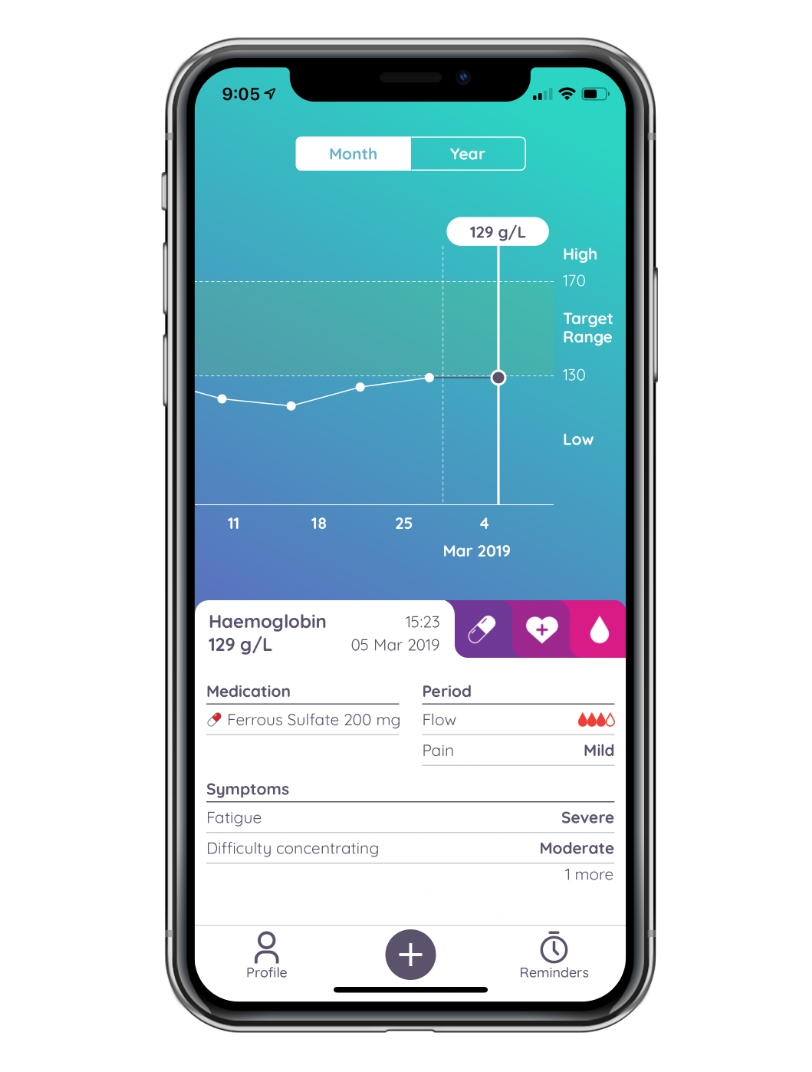 9:05
Month Year
129 g/L
High
170
Target
Range
130
Low
11 18 25 4
Mar 2019
Haemoglobin 15:23
129 g/L 05 Mar 2019
Medication Period
Ferrous Sulfate 200 mg Flow
Pain Mild
Symptoms
Fatigue Severe
Difficulty concentrating Moderate
1 more
Profile Reminders